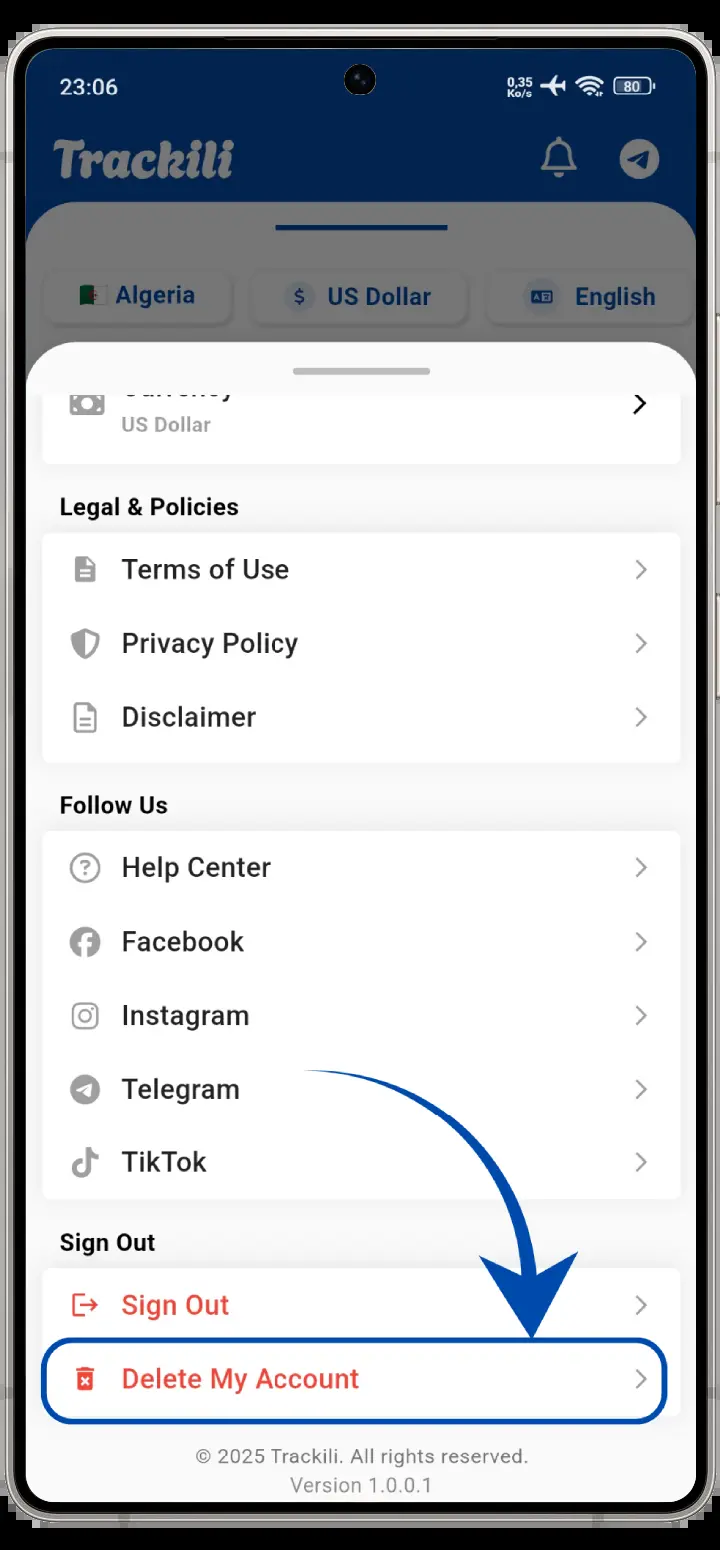 23:06
0,35
Ko/s
80
Trackili
Algeria
$ US Dollar
English
Currency
US Dollar
Legal & Policies
Terms of Use
Privacy Policy
Disclaimer
Follow Us
Help Center
Facebook
Instagram
Telegram
TikTok
Sign Out
Sign Out
Delete My Account
© 2025 Trackili. All rights reserved.
Version 1.0.0.1